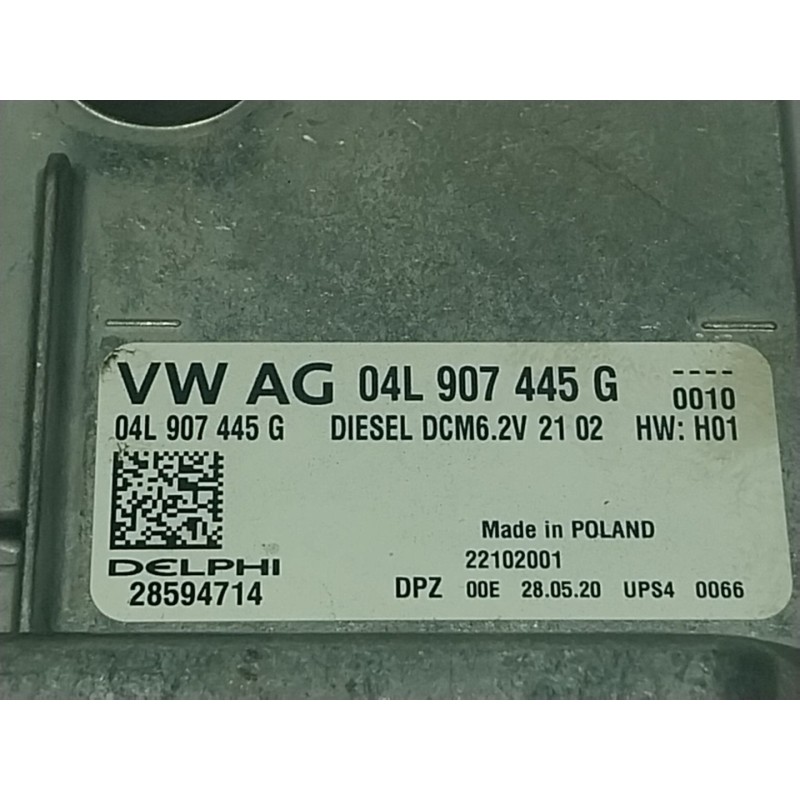 VW AG 04L 907 445 G ----
0010
04L 907 445 G DIESEL DCM6.2V 21 02 HW: H01
Made in POLAND
DELPHI 22102001
28594714 DPZ 00E 28.05.20 UPS4 0066